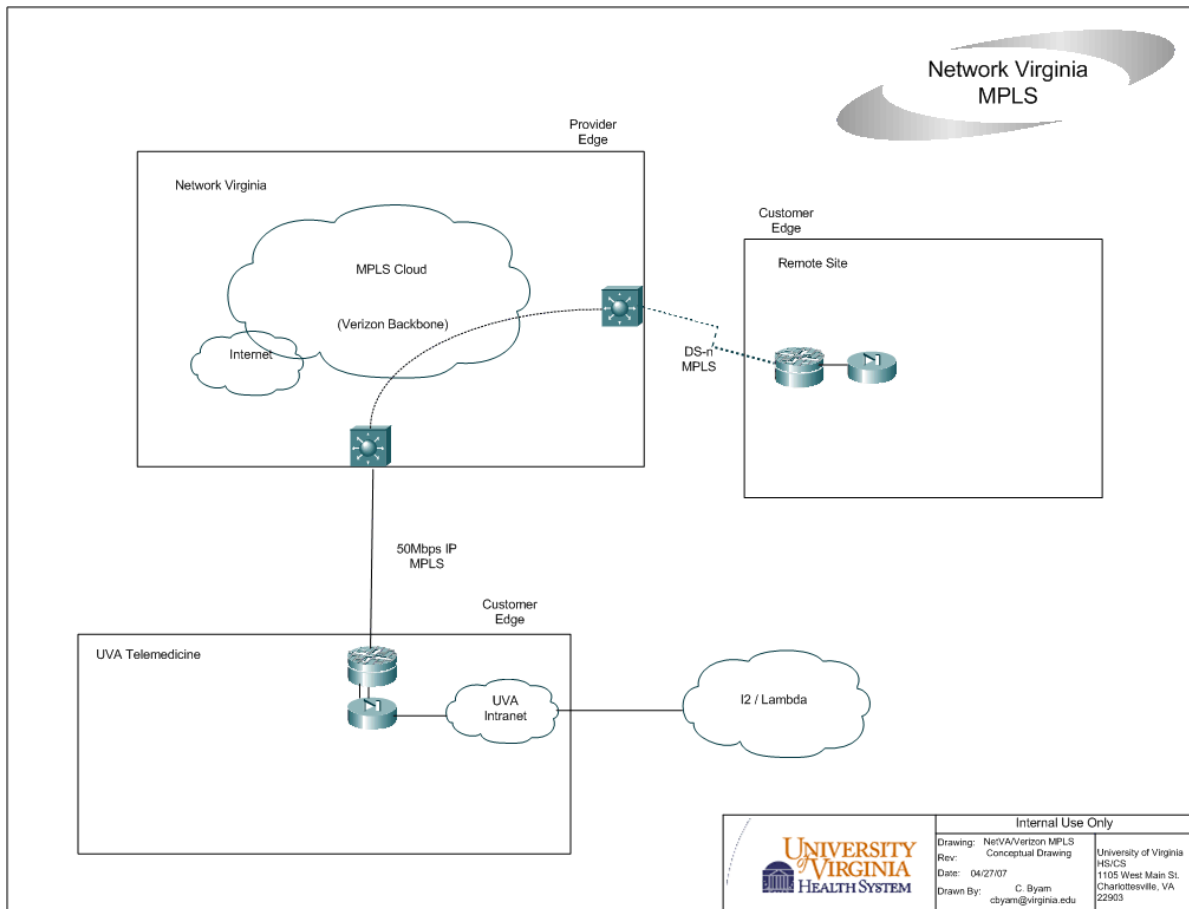 Network Virginia
MPLS
Provider
Edge
Network Virginia
Customer
Edge
MPLS Cloud
Remote Site
(Verizon Backbone)
Internet
DS-n
MPLS
50Mbps IP
MPLS
Customer
Edge
UVA Telemedicine
UVA
Intranet
I2 / Lambda
UNIVERSITY
OF VIRGINIA
HEALTH SYSTEM
Internal Use Only
Drawing: NetVA/Verizon MPLS
Conceptual Drawing
Rev:
Date: 04/27/07
Drawn By: C. Byam
cbyam@virginia.edu
University of Virginia
HS/CS
1105 West Main St.
Charlottesville, VA
22903